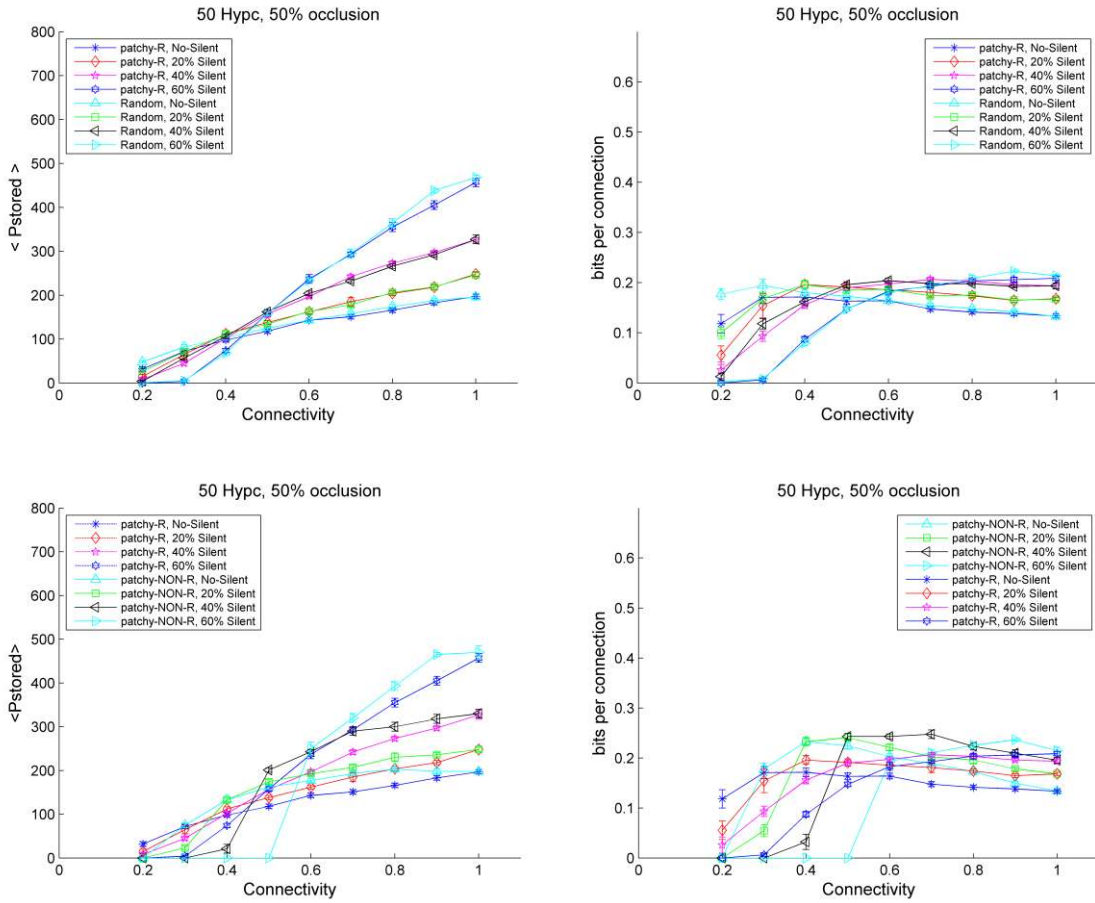 50 Hypc, 50% occlusion
800
700
600
500
400
300
200
100
0
< Pstored >
patchy-R, No-Silent
patchy-R, 20% Silent
patchy-R, 40% Silent
patchy-R, 60% Silent
Random, No-Silent
Random, 20% Silent
Random, 40% Silent
Random, 60% Silent
0 0.2 0.4 0.6 0.8 1
Connectivity
50 Hypc, 50% occlusion
0.6
0.5
0.4
0.3
0.2
0.1
0
bits per connection
patchy-R, No-Silent
patchy-R, 20% Silent
patchy-R, 40% Silent
patchy-R, 60% Silent
Random, No-Silent
Random, 20% Silent
Random, 40% Silent
Random, 60% Silent
0 0.2 0.4 0.6 0.8 1
Connectivity
50 Hypc, 50% occlusion
800
700
600
500
400
300
200
100
0
<Pstored>
patchy-R, No-Silent
patchy-R, 20% Silent
patchy-R, 40% Silent
patchy-R, 60% Silent
patchy-NON-R, No-Silent
patchy-NON-R, 20% Silent
patchy-NON-R, 40% Silent
patchy-NON-R, 60% Silent
0 0.2 0.4 0.6 0.8 1
Connectivity
50 Hypc, 50% occlusion
0.6
0.5
0.4
0.3
0.2
0.1
0
bits per connection
patchy-NON-R, No-Silent
patchy-NON-R, 20% Silent
patchy-NON-R, 40% Silent
patchy-NON-R, 60% Silent
patchy-R, No-Silent
patchy-R, 20% Silent
patchy-R, 40% Silent
patchy-R, 60% Silent
0 0.2 0.4 0.6 0.8 1
Connectivity